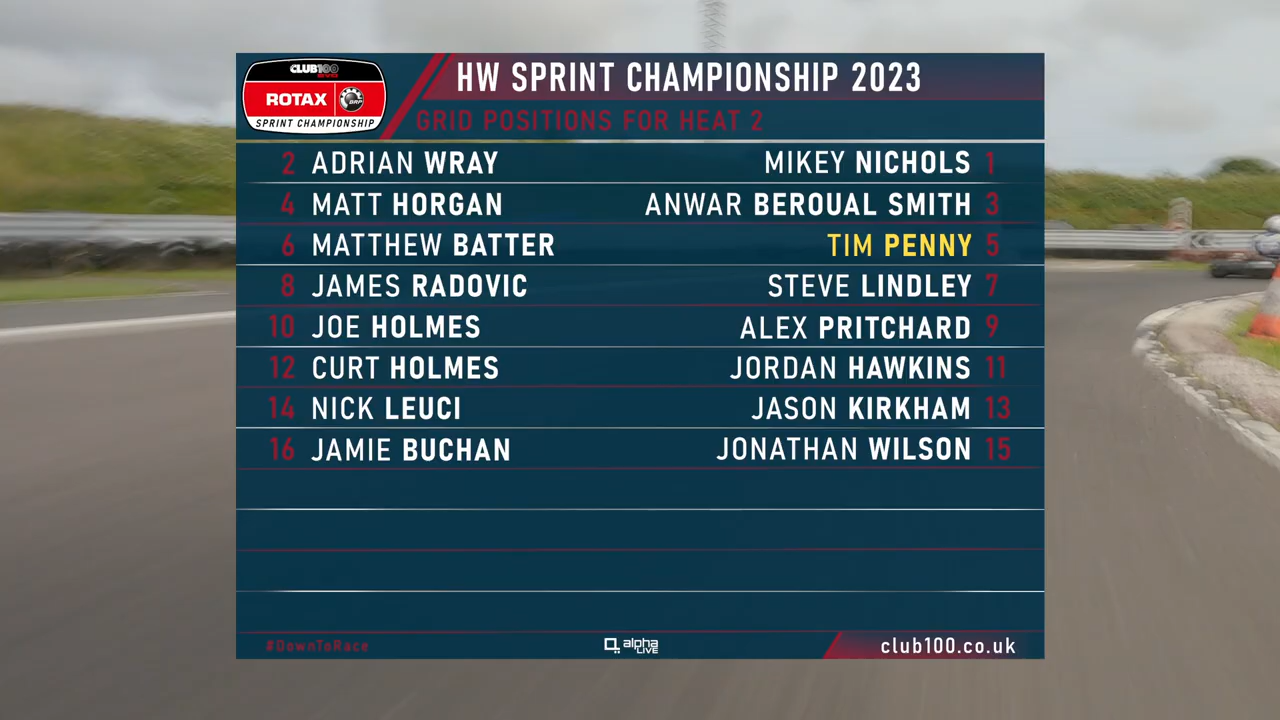 CLUB100
ROTAX
BRP
SPRINT CHAMPIONSHIP
HW SPRINT CHAMPIONSHIP 2023
GRID POSITIONS FOR HEAT 2
2 ADRIAN WRAY MIKEY NICHOLS 1
4 MATT HORGAN ANWAR BEROUAL SMITH 3
6 MATTHEW BATTER TIM PENNY 5
8 JAMES RADOVIC STEVE LINDLEY 7
10 JOE HOLMES ALEX PRITCHARD 9
12 CURT HOLMES JORDAN HAWKINS 11
14 NICK LEUCI JASON KIRKHAM 13
16 JAMIE BUCHAN JONATHAN WILSON 15
#DownToRace alpha LIVE club100.co.uk